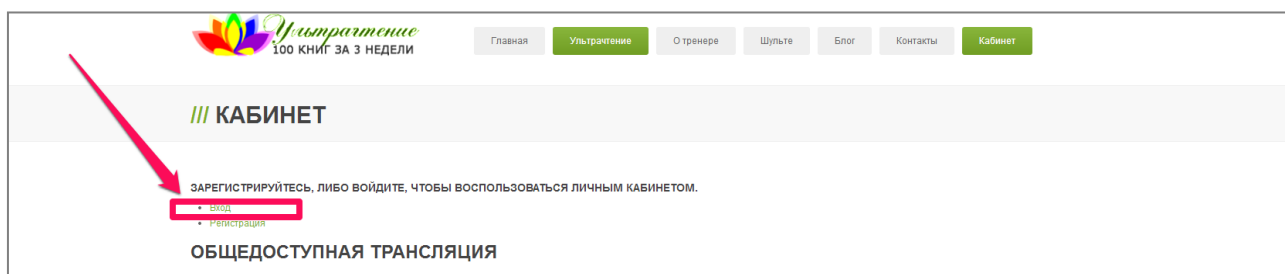 Ультрачтение
100 КНИГ ЗА 3 НЕДЕЛИ
Главная Ультрачтение О тренере Шульте Блог Контакты Кабинет
/// КАБИНЕТ
ЗАРЕГИСТРИРУЙТЕСЬ, ЛИБО ВОЙДИТЕ, ЧТОБЫ ВОСПОЛЬЗОВАТЬСЯ ЛИЧНЫМ КАБИНЕТОМ.
Вход
Регистрация
ОБЩЕДОСТУПНАЯ ТРАНСЛЯЦИЯ